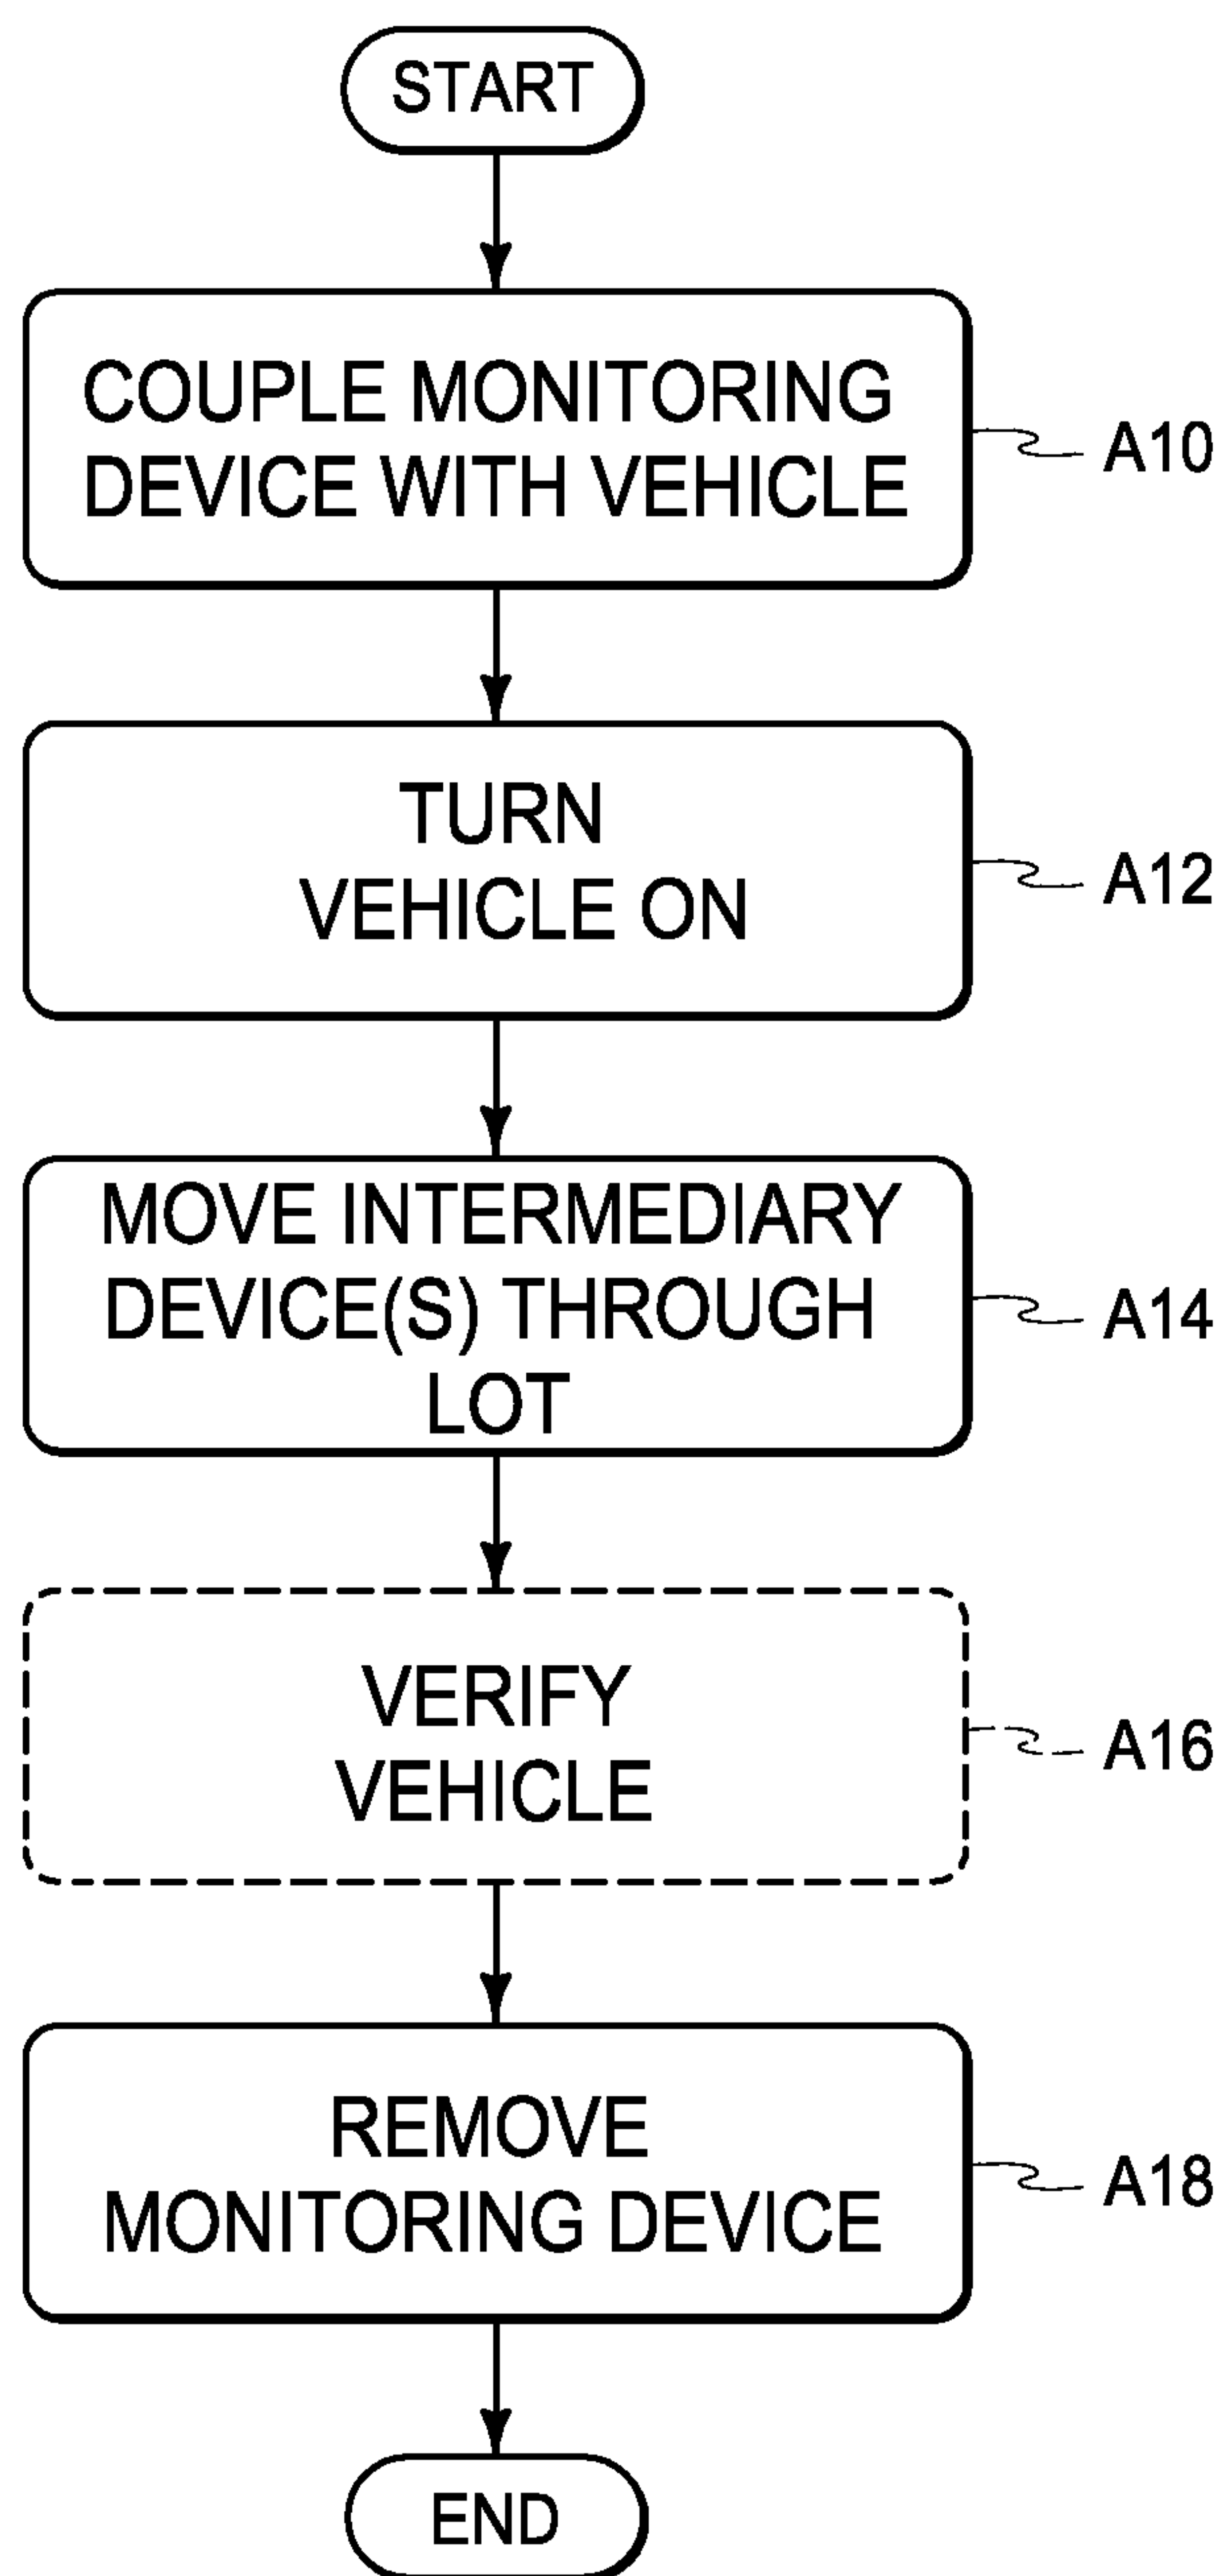 START
COUPLE MONITORING
DEVICE WITH VEHICLE
A10
TURN
VEHICLE ON
A12
MOVE INTERMEDIARY
DEVICE(S) THROUGH
LOT
A14
VERIFY
VEHICLE
A16
REMOVE
MONITORING DEVICE
A18
END